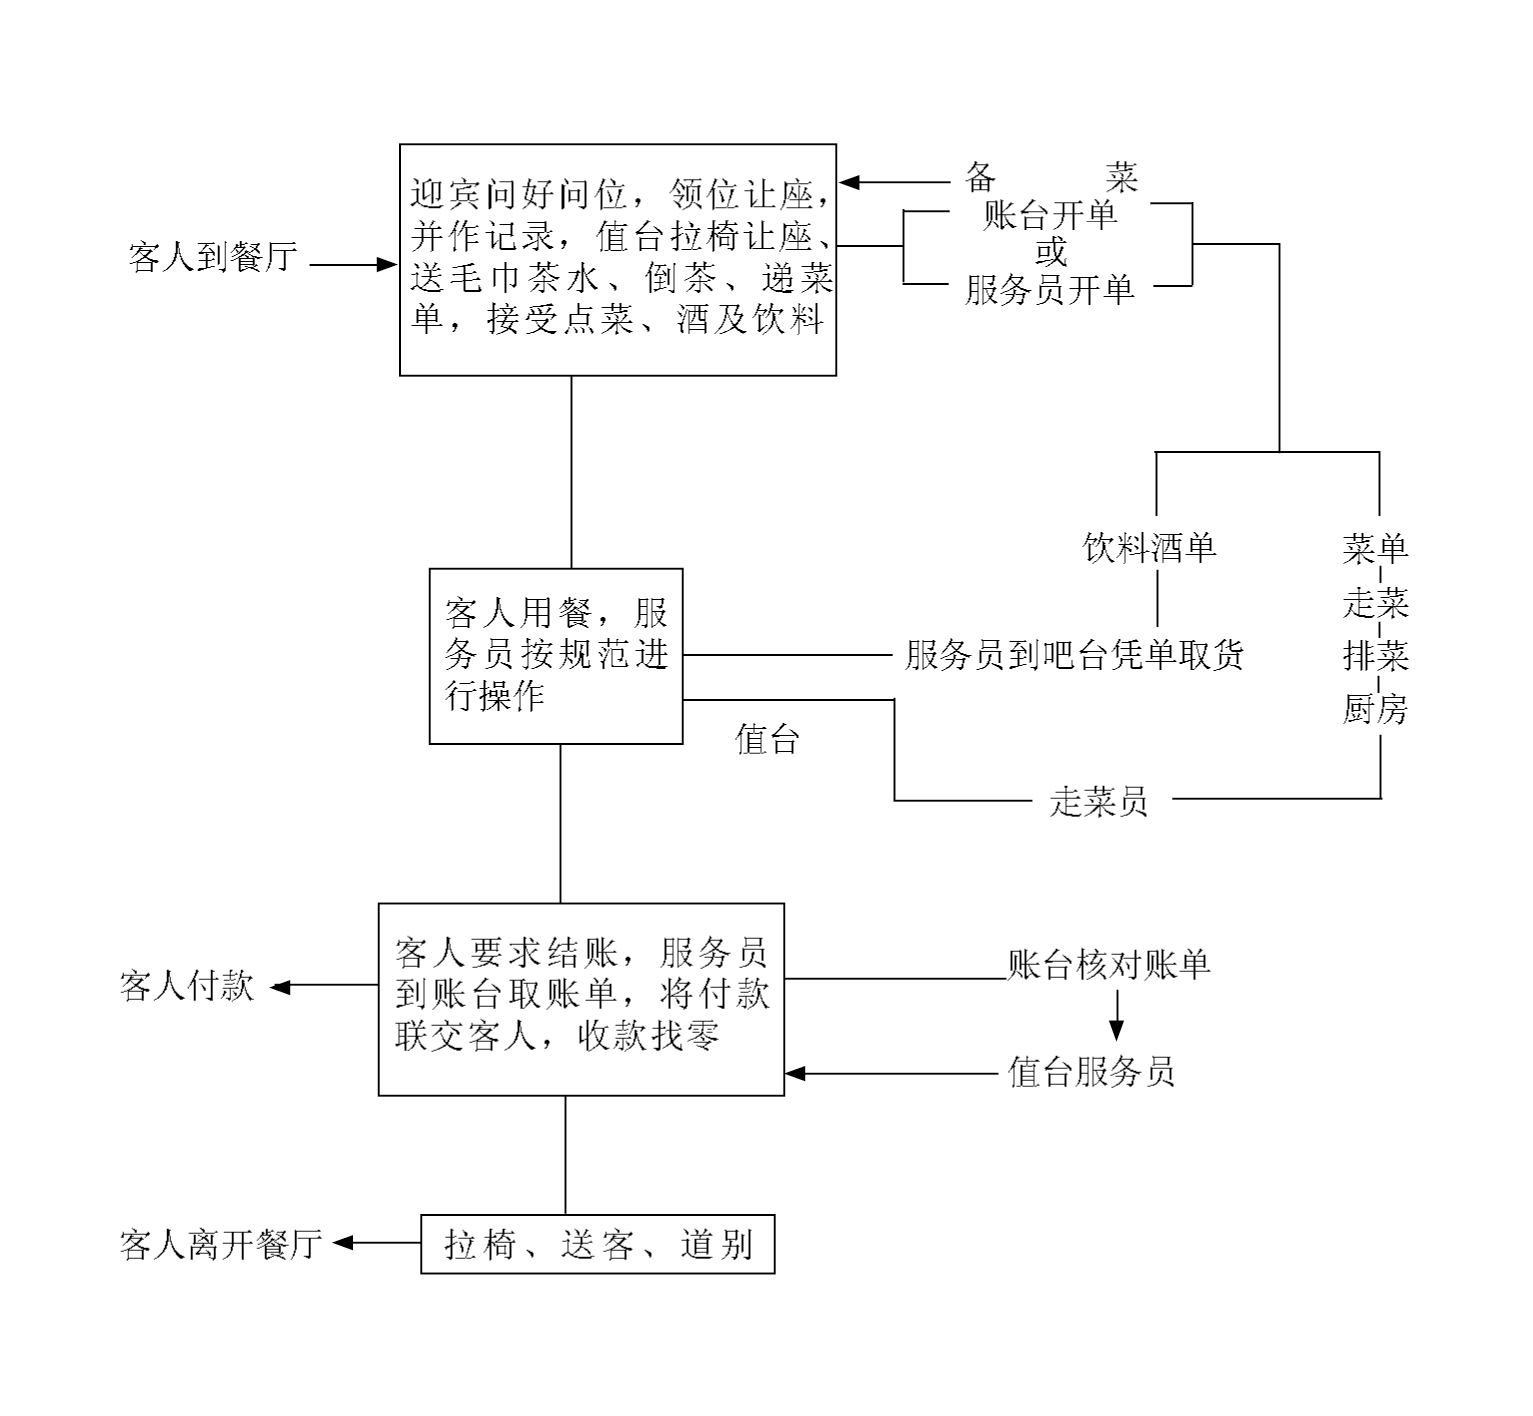 备 菜
迎宾问好问位，领位让座，
并作记录，值台拉椅让座、
送毛巾茶水、倒茶、递菜
单，接受点菜、酒及饮料
账台开单
或
服务员开单
客人到餐厅
饮料酒单
菜单
走菜
排菜
厨房
客人用餐，服
务员按规范进
行操作
服务员到吧台凭单取货
值台
走菜员
客人要求结账，服务员
到账台取账单，将付款
联交客人，收款找零
账台核对账单
客人付款
值台服务员
客人离开餐厅
拉椅、送客、道别